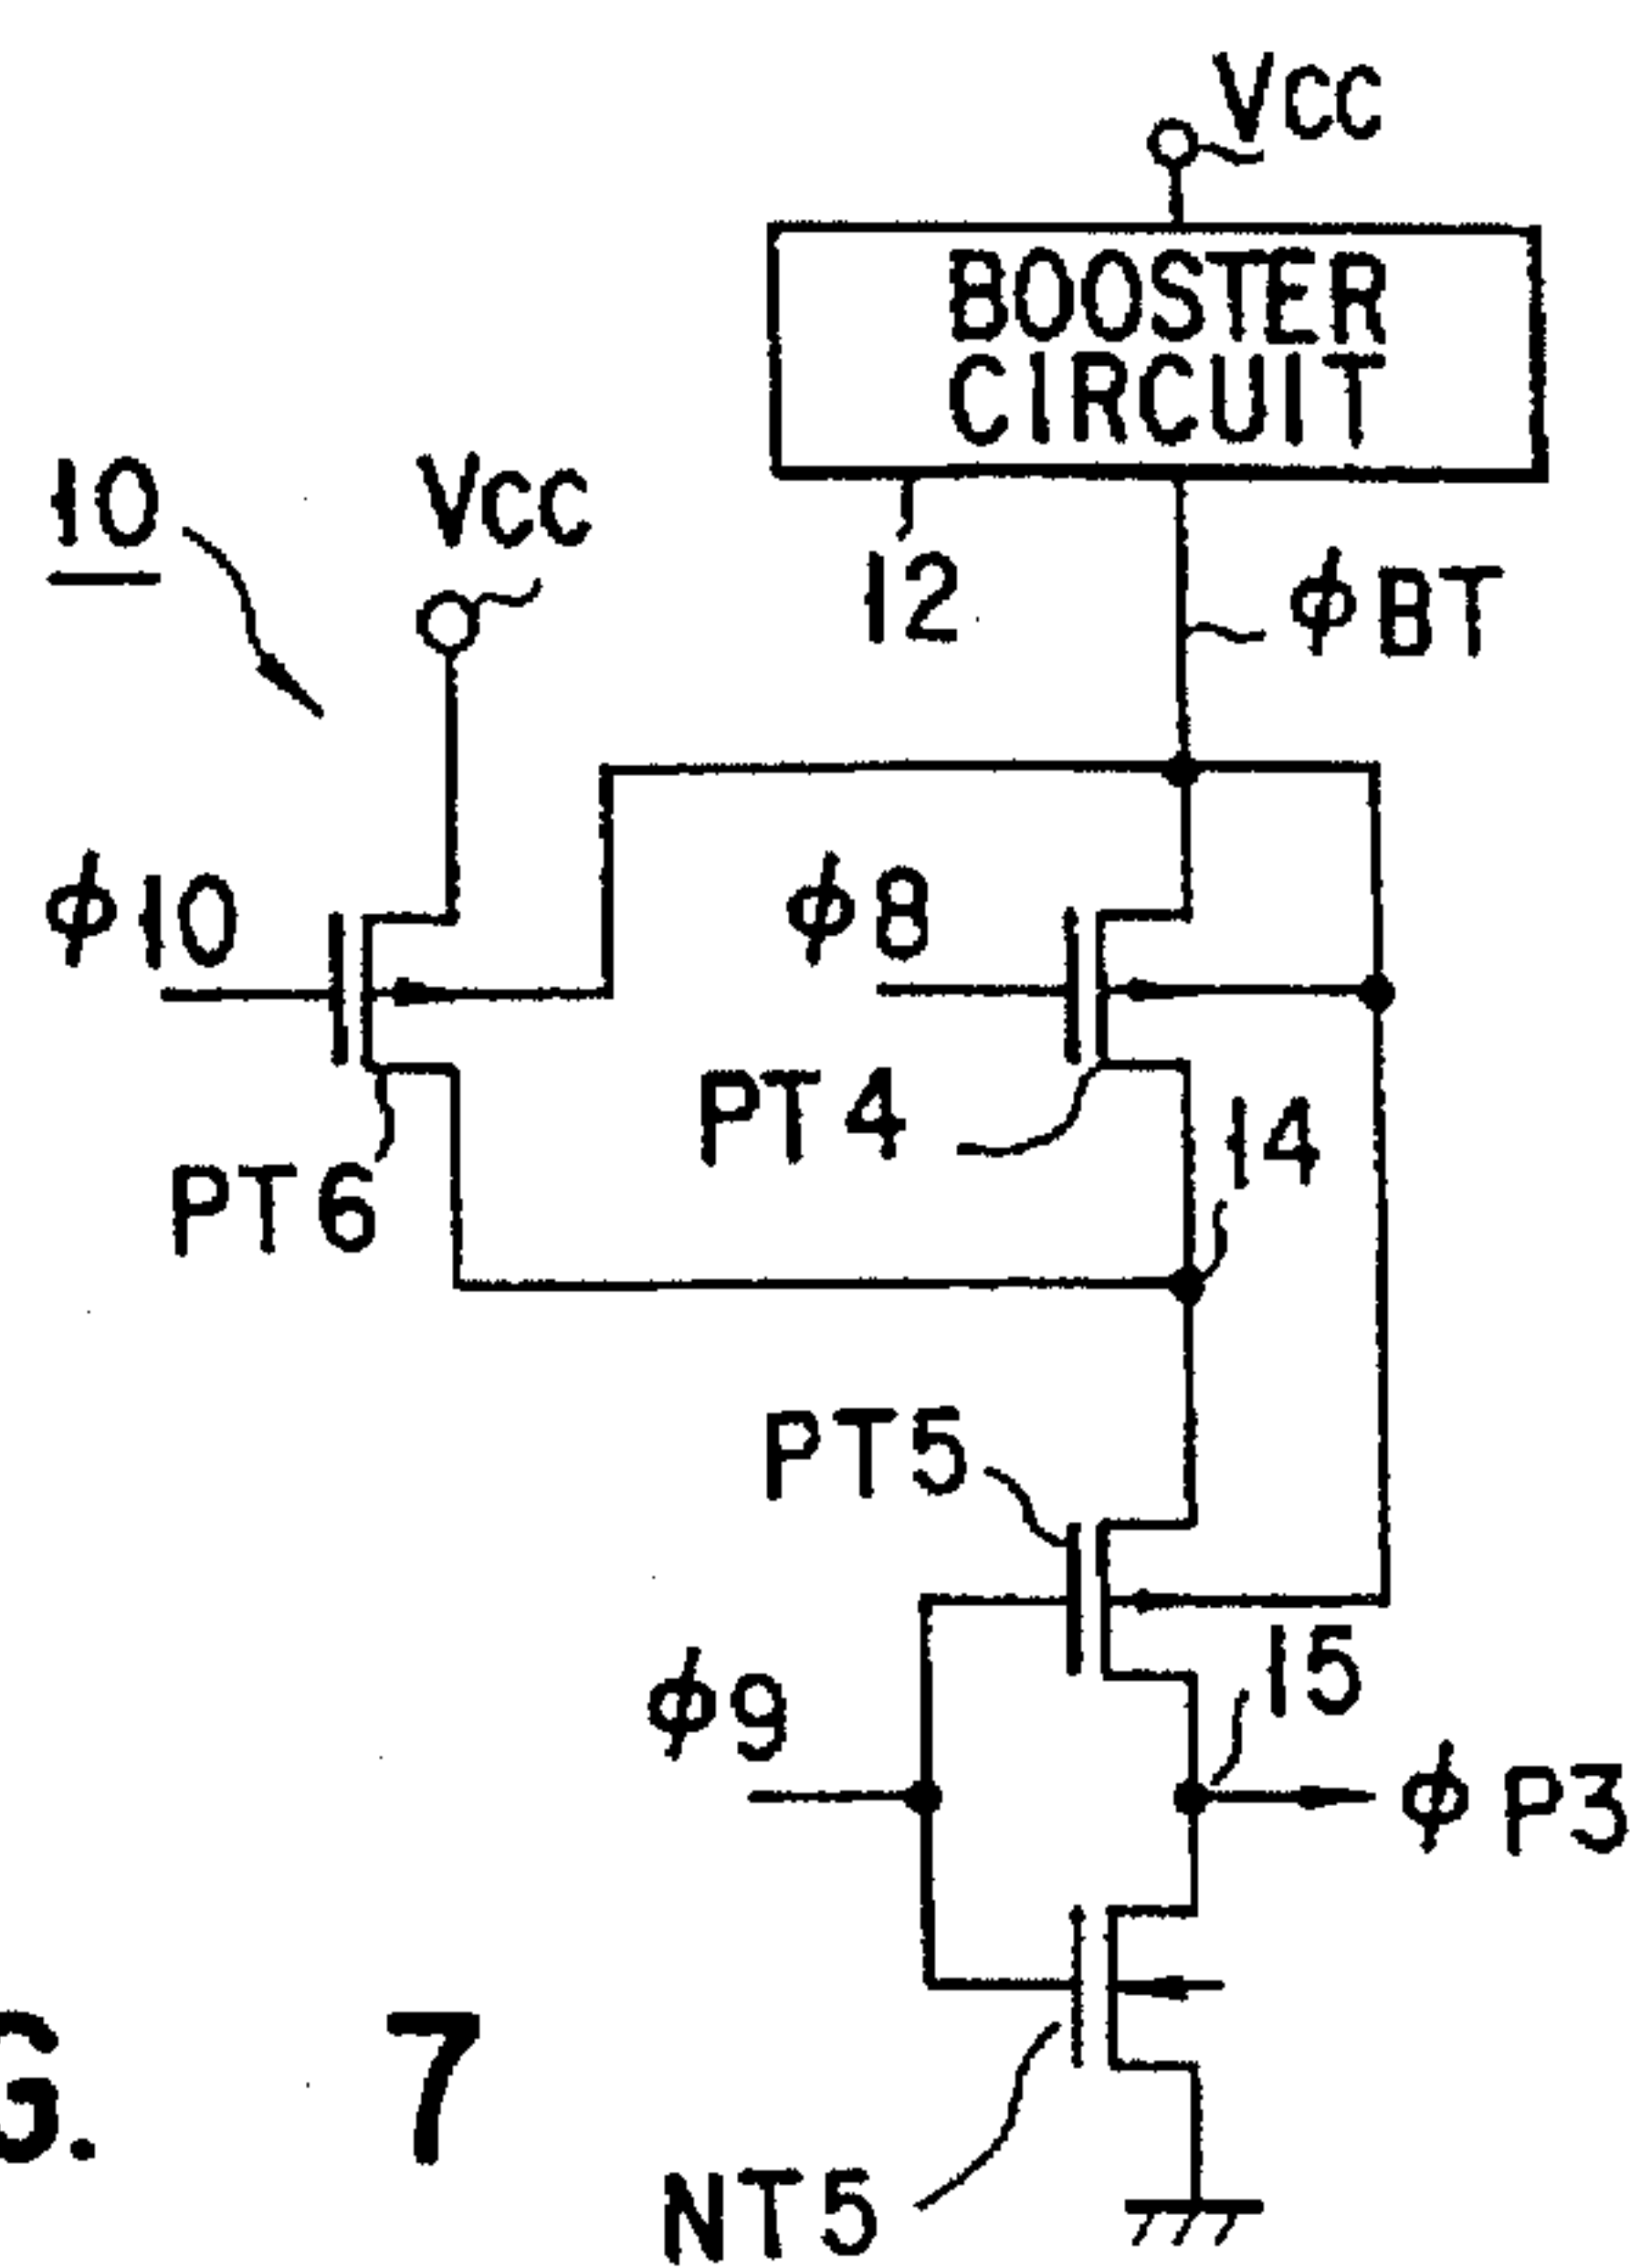 Vcc
BOOSTER
CIRCUIT
10
Vcc
12
φBT
φ10
φ8
PT4
14
PT6
PT5
15
φ9
φP3
G. 7
NT5